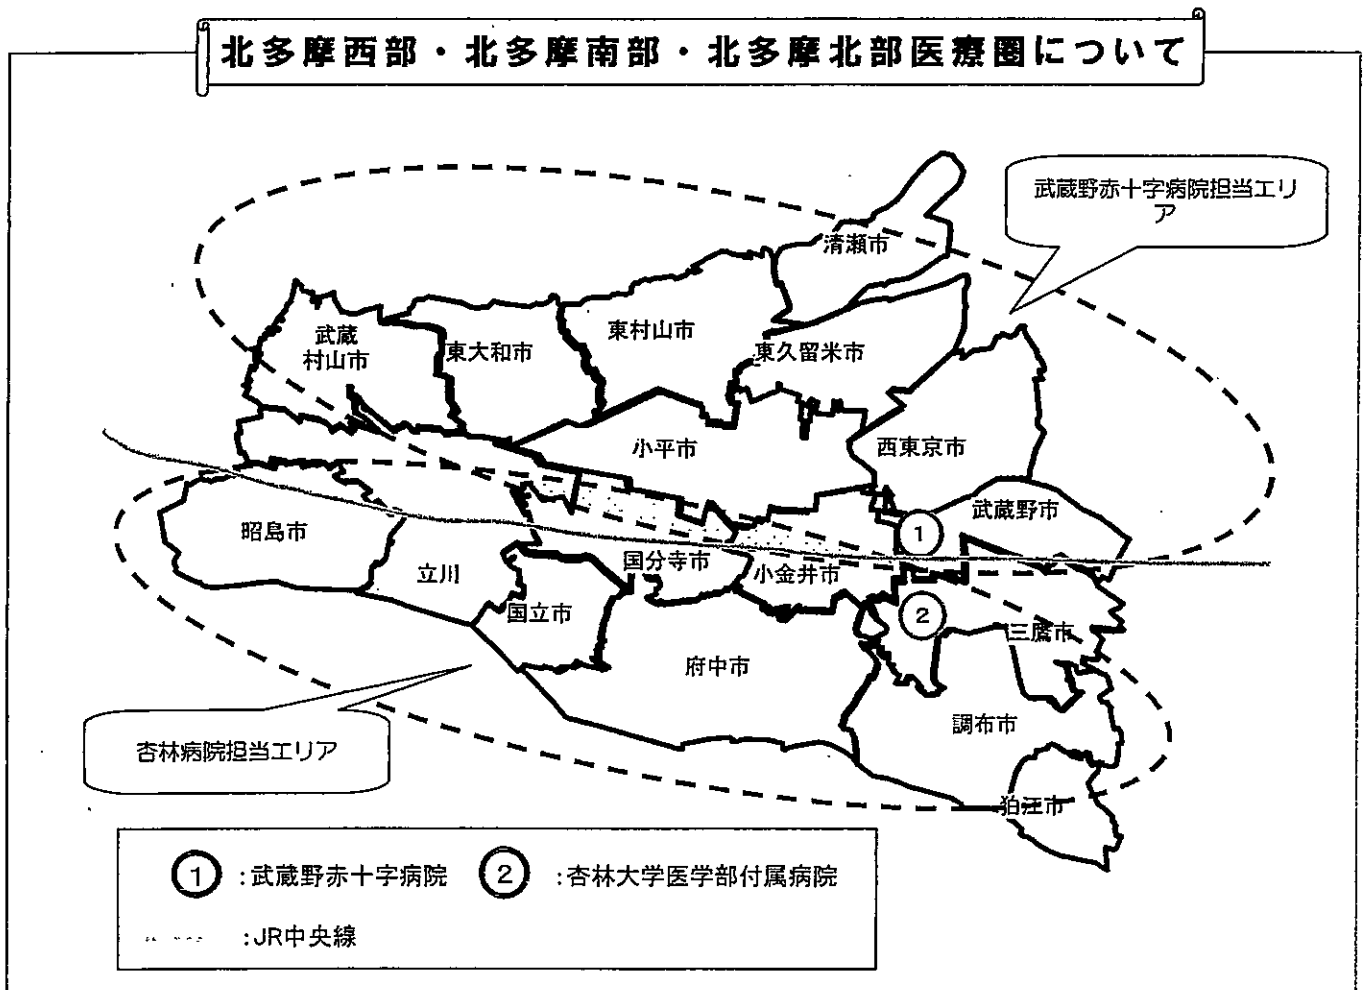 北多摩西部・北多摩南部・北多摩北部医療圏について
武蔵野赤十字病院担当エリ
ア
清瀬市
武蔵
村山市
東大和市
東村山市
東久留米市
小平市
西東京市
武蔵野市
昭島市
立川
国分寺市
小金井市
1
国立市
2
三鷹市
府中市
調布市
狛江市
杏林病院担当エリア
1 :武蔵野赤十字病院 2 :杏林大学医学部付属病院
:JR中央線